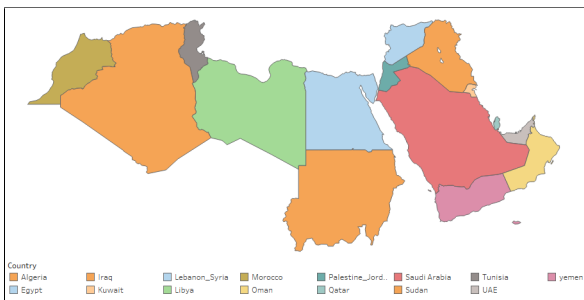 Country
Algeria Iraq Lebanon_Syria Morocco Palestine_Jord.. Saudi Arabia Tunisia yemen
Egypt Kuwait Libya Oman Qatar Sudan UAE